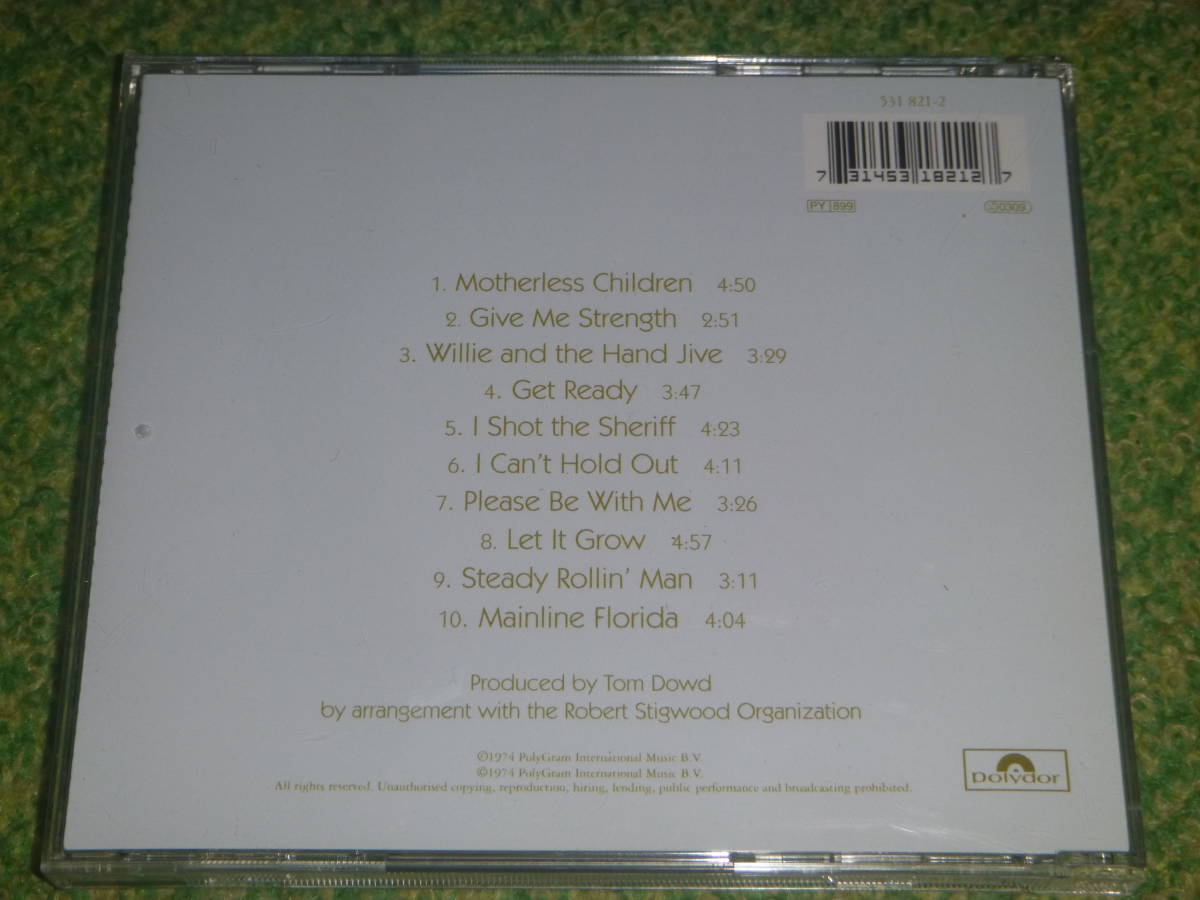 531 821-2
7 31453 18212 7
PY 899
0309
1. Motherless Children 4:50
2. Give Me Strength 2:51
3. Willie and the Hand Jive 3:29
4. Get Ready 3:47
5. I Shot the Sheriff 4:23
6. I Can't Hold Out 4:11
7. Please Be With Me 3:26
8. Let It Grow 4:57
9. Steady Rollin' Man 3:11
10. Mainline Florida 4:04
Produced by Tom Dowd
by arrangement with the Robert Stigwood Organization
©1974 PolyGram International Music B.V.
©1974 PolyGram International Music B.V.
All rights reserved. Unauthorised copying, reproduction, hiring, lending, public performance and broadcasting prohibited.
polydor